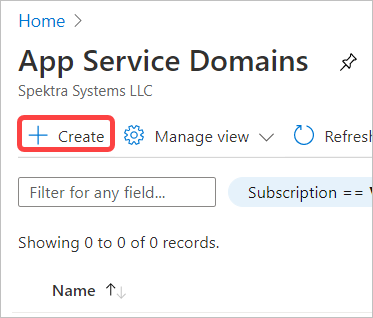 Home
App Service Domains
Spektra Systems LLC
Create Manage view Refresh
Filter for any field... Subscription ==
Showing 0 to 0 of 0 records.
Name